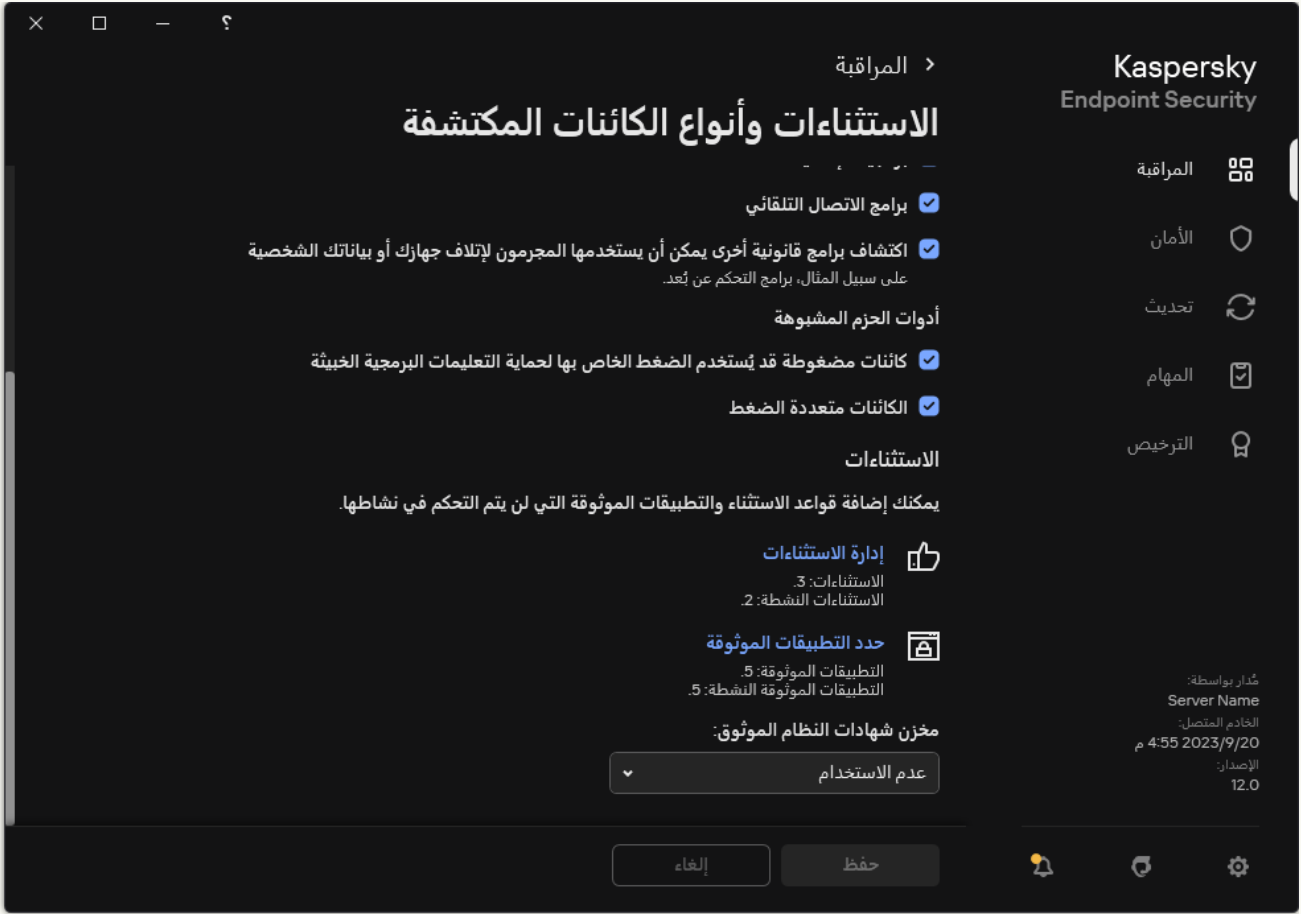 Kaspersky
Endpoint Security
المراقبة
الأمان
تحديث
المهام
الترخيص
مُدار بواسطة:
Server Name
الخادم المتصل:
2023/9/20 4:55 م
الإصدار:
12.0
المراقبة
الاستثناءات وأنواع الكائنات المكتشفة
برامج الاتصال التلقائي
اكتشاف برامج قانونية أخرى يمكن أن يستخدمها المجرمون لإتلاف جهازك أو بياناتك الشخصية
على سبيل المثال، برامج التحكم عن بُعد.
أدوات الحزم المشبوهة
كائنات مضغوطة قد يُستخدم الضغط الخاص بها لحماية التعليمات البرمجية الخبيثة
الكائنات متعددة الضغط
الاستثناءات
يمكنك إضافة قواعد الاستثناء والتطبيقات الموثوقة التي لن يتم التحكم في نشاطها.
إدارة الاستثناءات
الاستثناءات: 3.
الاستثناءات النشطة: 2.
حدد التطبيقات الموثوقة
التطبيقات الموثوقة: 5.
التطبيقات الموثوقة النشطة: 5.
مخزن شهادات النظام الموثوق:
عدم الاستخدام
حفظ
إلغاء